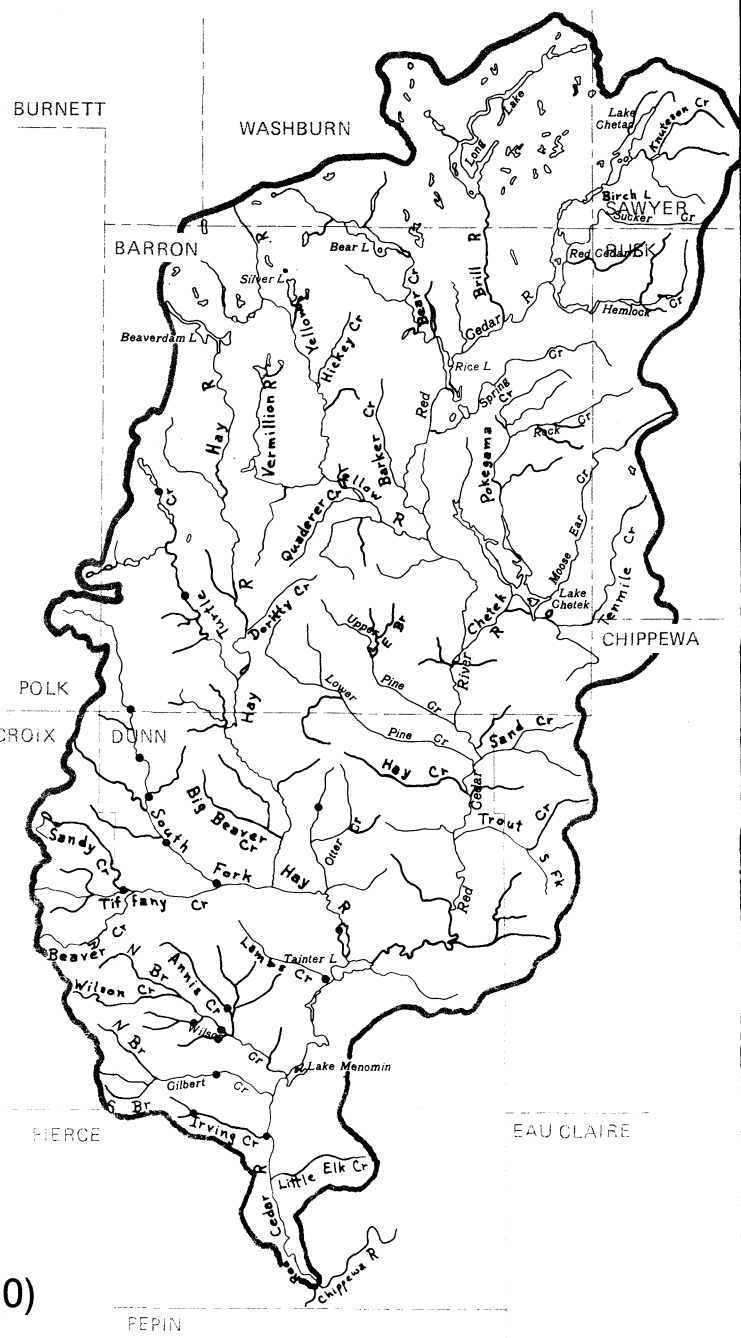 BURNETT
WASHBURN
Lake
Chetac
Knuteson Cr
Long Lake
Birch L
SAWYER
Sucker Cr
BARRON
R
Bear L
Brill R
RUSK
Red Cedar L
Silver L
Bear Cr
Yellow
Hemlock Cr
Beaverdam L
Hickey Cr
Cedar R
Rice L
Spring Cr
Hay R
Vermillion R
Barker Cr
Red
Pokegama Cr
Rock Cr
Yellow R
Quaderer Cr
Cr
Moose Ear Cr
Tenmile Cr
Turtle
R
Dority Cr
Lake
Chetek
Chetek R
Upper
E Br
CHIPPEWA
River
POLK
Hay
Lower
Pine Cr
CROIX
DUNN
Pine Cr
Sand Cr
Hay Cr
Cedar
Big Beaver
Cr
Trout Cr
South
Fork
Sandy Cr
Otter Cr
S Fk
Hay R
Tiffany Cr
Red
Beaver Cr
N Br
Annis Cr
Lambs Cr
Tainter L
Wilson Cr
N Br
Wilson Cr
Lake Menomin
Gilbert Cr
S Br
PIERCE
Irving Cr
EAU CLAIRE
Little Elk Cr
Red Cedar R
Chippewa R
0)
PEPIN